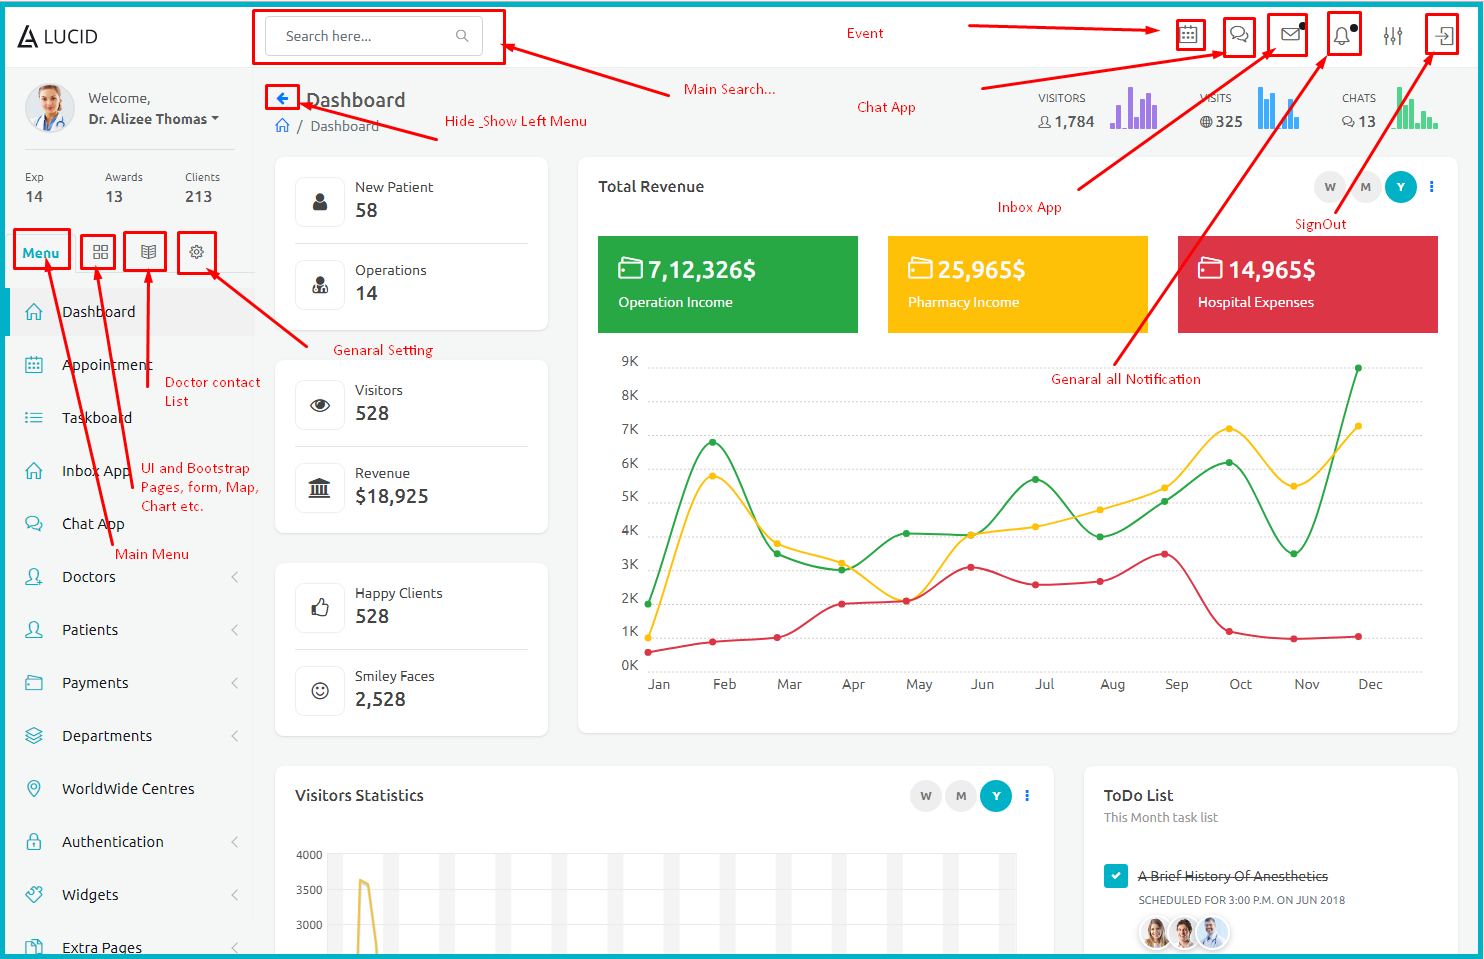 LUCID
Search here...
Event
Main Search...
Chat App
Welcome,
Dr. Alizee Thomas
Dashboard
Hide _Show Left Menu
/ Dashboard
VISITORS
1,784
VISITS
325
CHATS
13
Exp
14
Awards
13
Clients
213
Inbox App
SignOut
Menu
Genaral Setting
Doctor contact
List
UI and Bootstrap
Pages, form, Map,
Chart etc.
Main Menu
Genaral all Notification
Dashboard
Appointment
Taskboard
Inbox App
Chat App
Doctors
Patients
Payments
Departments
WorldWide Centres
Authentication
Widgets
Extra Pages
New Patient
58
Operations
14
Visitors
528
Revenue
$18,925
Happy Clients
528
Smiley Faces
2,528
Total Revenue
W M Y
7,12,326$
Operation Income
25,965$
Pharmacy Income
14,965$
Hospital Expenses
9K
8K
7K
6K
5K
4K
3K
2K
1K
0K
Jan Feb Mar Apr May Jun Jul Aug Sep Oct Nov Dec
Visitors Statistics
W M Y
4000
3500
3000
ToDo List
This Month task list
A Brief History Of Anesthetics
SCHEDULED FOR 3:00 P.M. ON JUN 2018